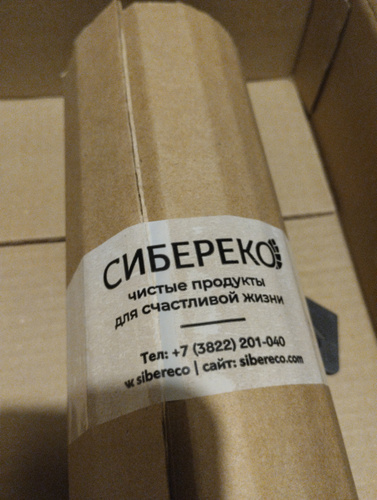 СИБЕРЕКО
чистые продукты
для счастливой жизни
Тел: +7 (3822) 201-040
w sibereco | сайт: sibereco.com